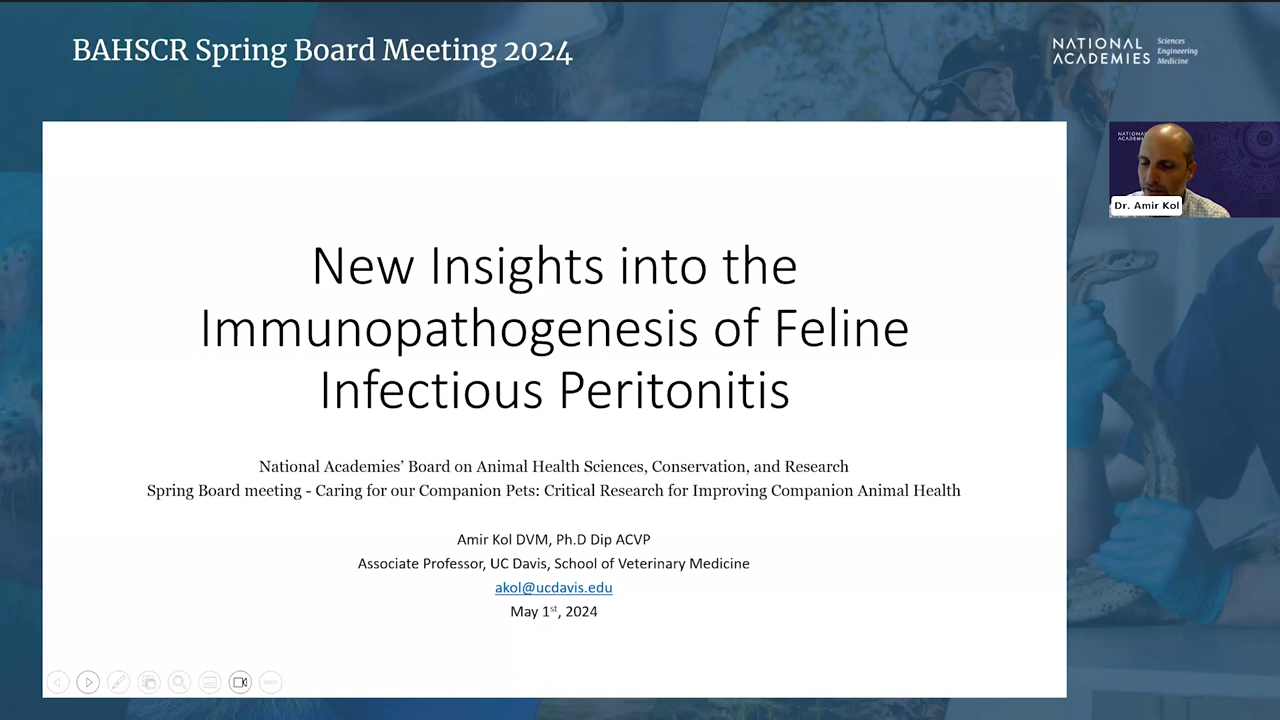 BAHSCR Spring Board Meeting 2024
NATIONAL ACADEMIES
Sciences
Engineering
Medicine
Dr. Amir Kol
New Insights into the
Immunopathogenesis of Feline
Infectious Peritonitis
National Academies’ Board on Animal Health Sciences, Conservation, and Research
Spring Board meeting - Caring for our Companion Pets: Critical Research for Improving Companion Animal Health
Amir Kol DVM, Ph.D Dip ACVP
Associate Professor, UC Davis, School of Veterinary Medicine
akol@ucdavis.edu
May 1st, 2024